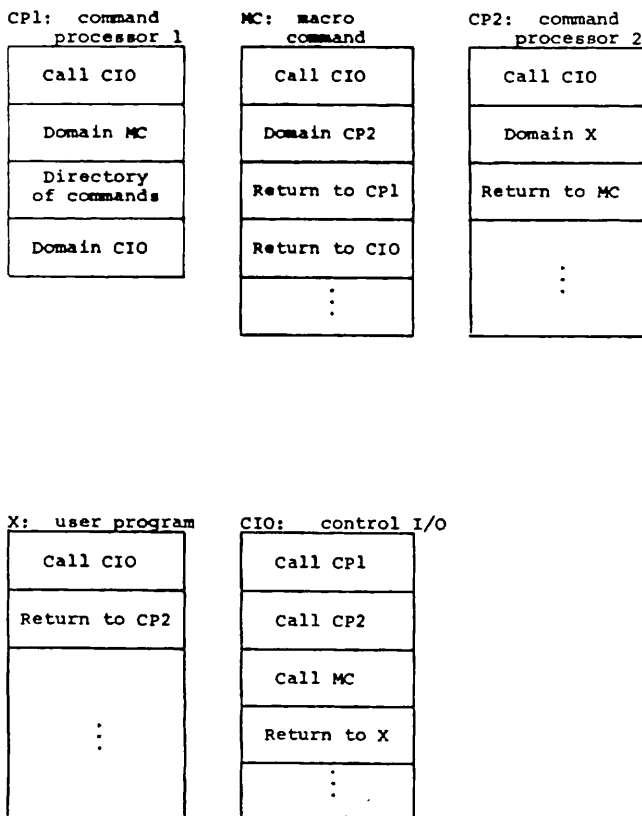 CP1: command
processor 1
Call CIO
Domain MC
Directory
of commands
Domain CIO
MC: macro
command
Call CIO
Domain CP2
Return to CP1
Return to CIO
CP2: command
processor 2
Call CIO
Domain X
Return to MC
X: user program
Call CIO
Return to CP2
CIO: control I/O
Call CP1
Call CP2
Call MC
Return to X